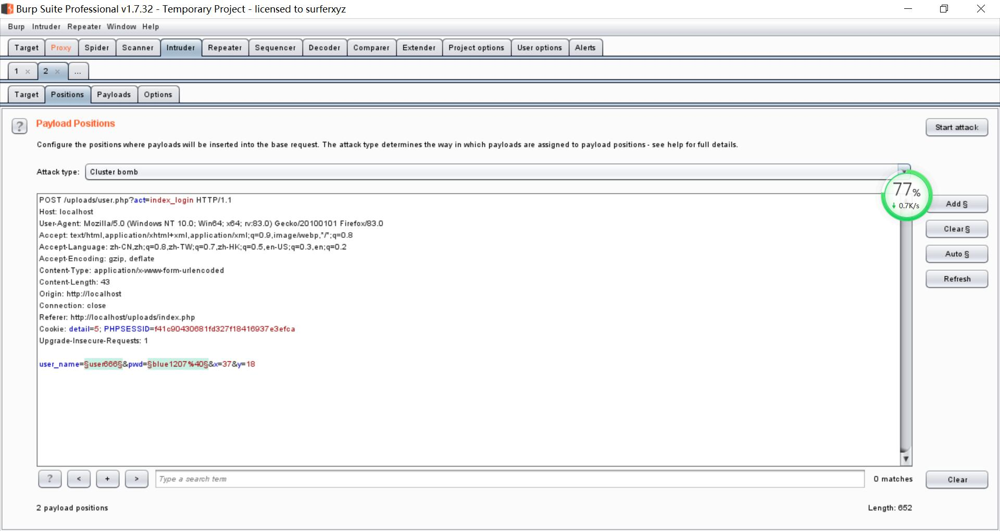 Burp Suite Professional v1.7.32 - Temporary Project - licensed to surferxyz
Burp Intruder Repeater Window Help
Target Proxy Spider Scanner Intruder Repeater Sequencer Decoder Comparer Extender Project options User options Alerts
1 × 2 × ...
Target Positions Payloads Options
? Payload Positions
Start attack
Configure the positions where payloads will be inserted into the base request. The attack type determines the way in which payloads are assigned to payload positions - see help for full details.
Attack type: Cluster bomb
77%
0.7K/s
POST /uploads/user.php?act=index_login HTTP/1.1
Host: localhost
User-Agent: Mozilla/5.0 (Windows NT 10.0; Win64; x64; rv:83.0) Gecko/20100101 Firefox/83.0
Accept: text/html,application/xhtml+xml,application/xml;q=0.9,image/webp,*/*;q=0.8
Accept-Language: zh-CN,zh;q=0.8,zh-TW;q=0.7,zh-HK;q=0.5,en-US;q=0.3,en;q=0.2
Accept-Encoding: gzip, deflate
Content-Type: application/x-www-form-urlencoded
Content-Length: 43
Origin: http://localhost
Connection: close
Referer: http://localhost/uploads/index.php
Cookie: detail=5; PHPSESSID=f41c90430681fd327f18416937e3efca
Upgrade-Insecure-Requests: 1
user_name=§user666§&pwd=§blue1207%40§&x=37&y=18
Add §
Clear §
Auto §
Refresh
? < + > Type a search term 0 matches Clear
2 payload positions Length: 652